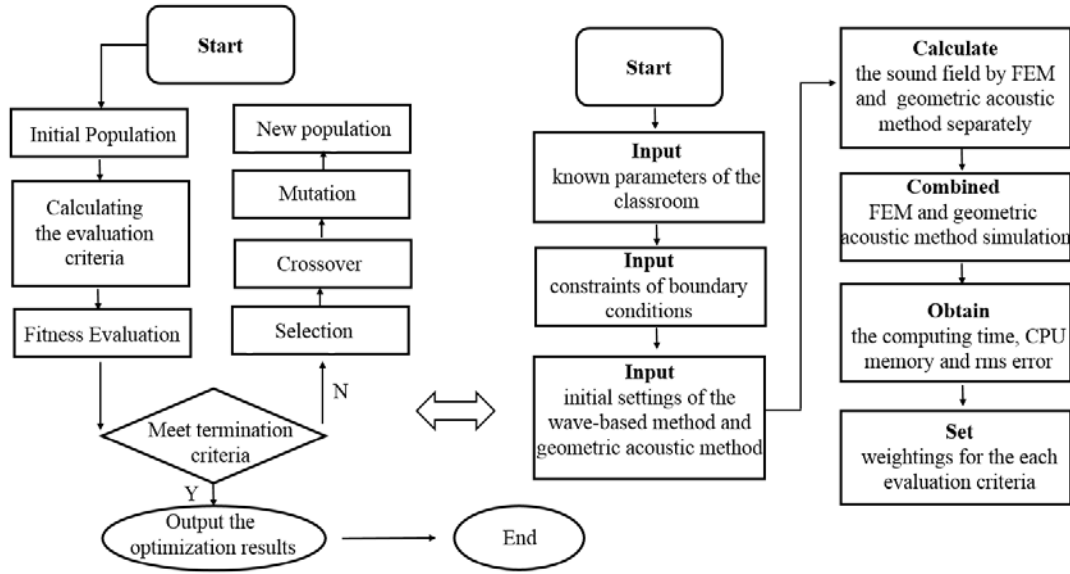 Start
Initial Population
Calculating
the evaluation
criteria
Fitness Evaluation
New population
Mutation
Crossover
Selection
N
Meet termination
criteria
Y
Output the
optimization results
End
Start
Input
known parameters of the
classroom
Input
constraints of boundary
conditions
Input
initial settings of the
wave-based method and
geometric acoustic method
Calculate
the sound field by FEM
and geometric acoustic
method separately
Combined
FEM and geometric
acoustic method simulation
Obtain
the computing time, CPU
memory and rms error
Set
weightings for the each
evaluation criteria